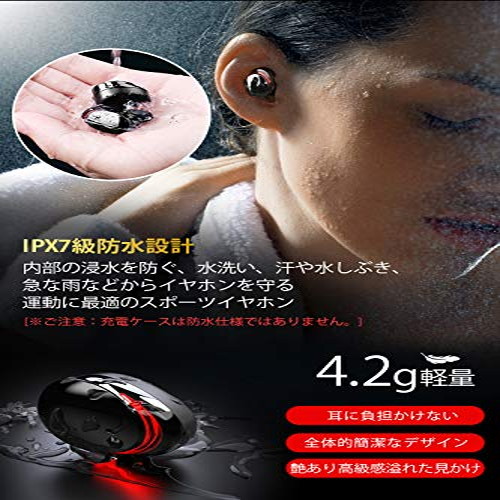 IPX7級防水設計
内部の浸水を防ぐ、水洗い、汗や水しぶき、
急な雨などからイヤホンを守る
運動に最適のスポーツイヤホン
[※ご注意：充電ケースは防水仕様ではありません。]
4.2g軽量
耳に負担かけない
全体的簡潔なデザイン
艶あり高級感溢れた見かけ